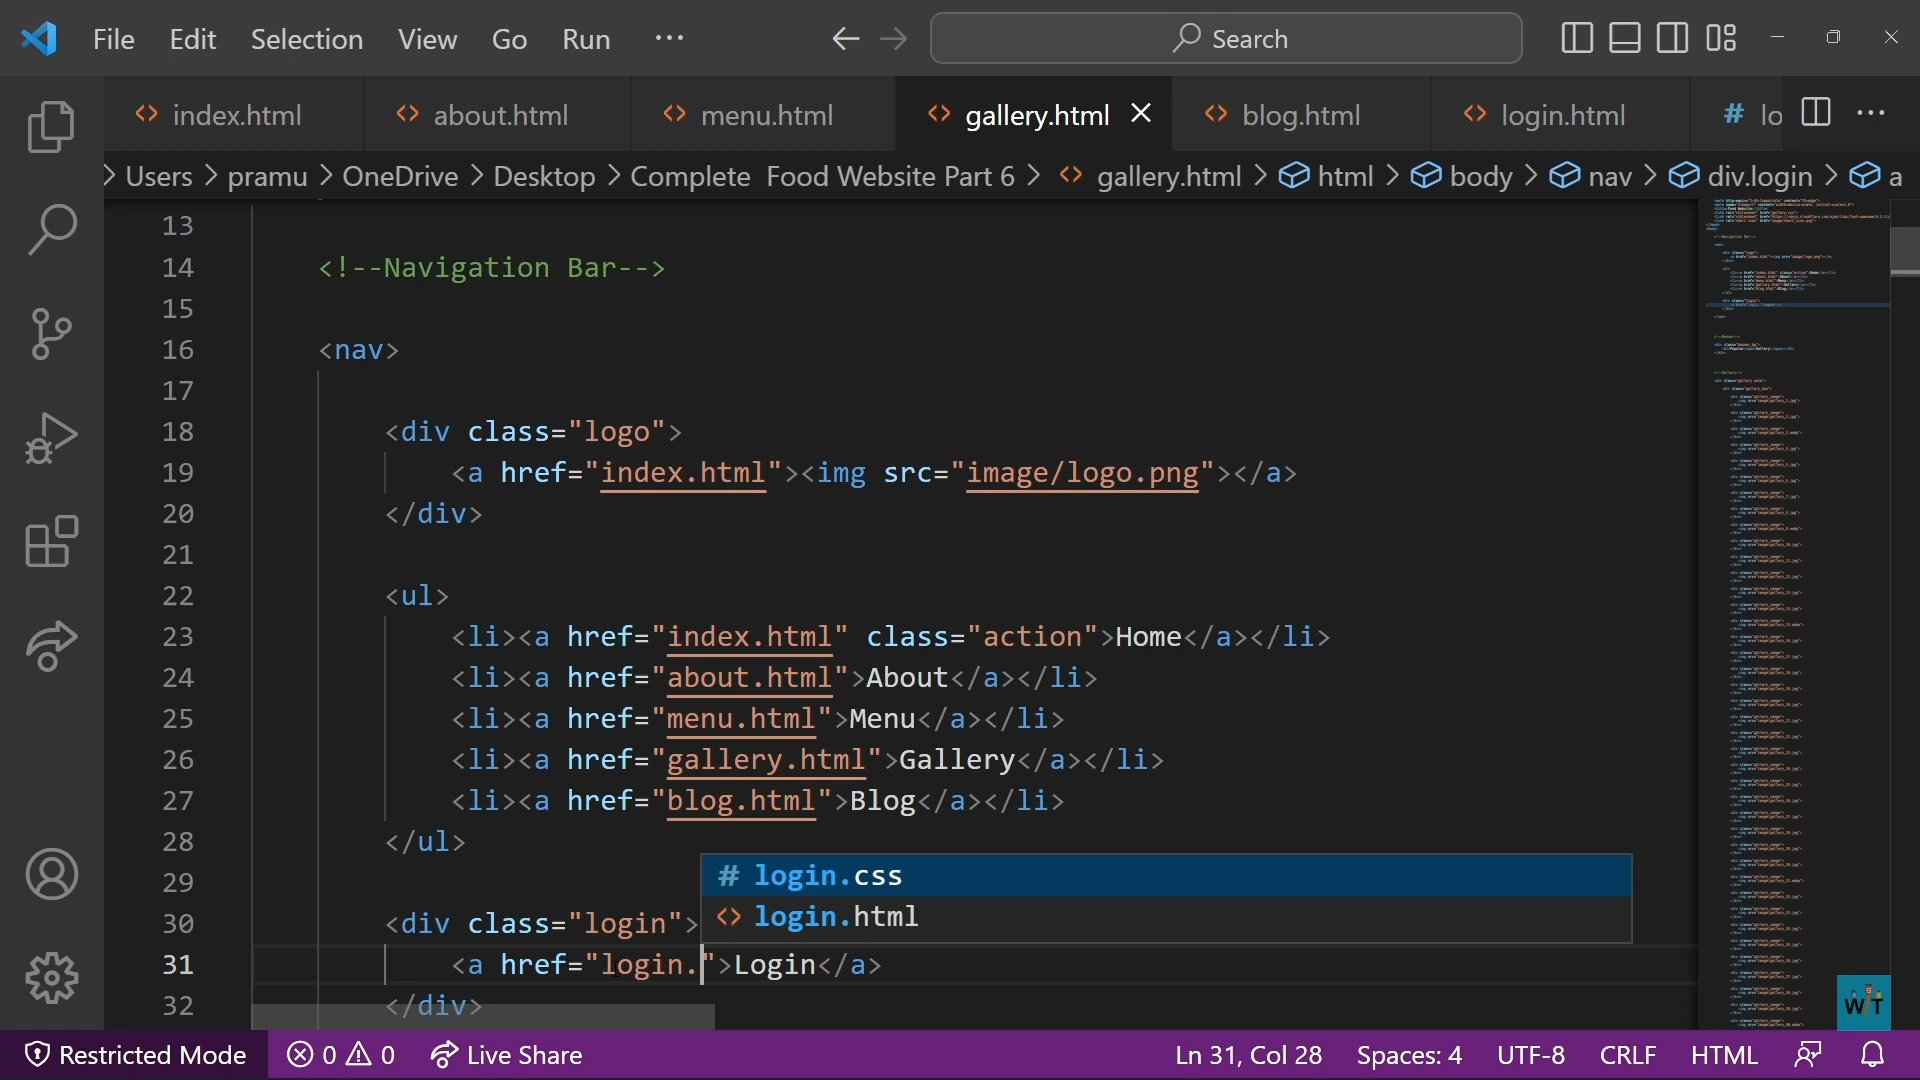 File Edit Selection View Go Run ··· Search
index.html about.html menu.html gallery.html blog.html login.html # lo
Users > pramu > OneDrive > Desktop > Complete Food Website Part 6 > gallery.html > html > body > nav > div.login > a
13
14 <!--Navigation Bar-->
15
16 <nav>
17
18 <div class="logo">
19 <a href="index.html"><img src="image/logo.png"></a>
20 </div>
21
22 <ul>
23 <li><a href="index.html" class="action">Home</a></li>
24 <li><a href="about.html">About</a></li>
25 <li><a href="menu.html">Menu</a></li>
26 <li><a href="gallery.html">Gallery</a></li>
27 <li><a href="blog.html">Blog</a></li>
28 </ul>
# login.css
29
login.html
30 <div class="login">
31 <a href="login.">Login</a>
32 </div>
WIT
Restricted Mode 0 0 Live Share Ln 31, Col 28 Spaces: 4 UTF-8 CRLF HTML